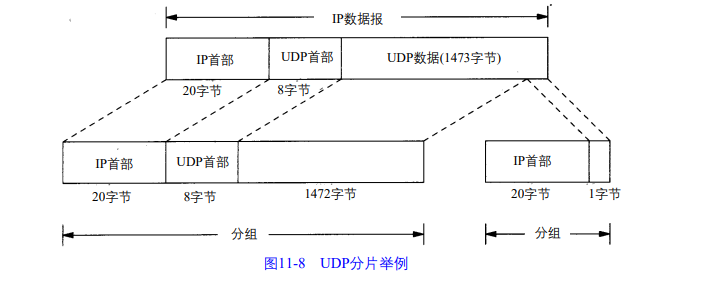 IP数据报
IP首部 UDP首部 UDP数据(1473字节)
20字节 8字节
IP首部 UDP首部 IP首部
20字节 8字节 1472字节 20字节 1字节
分组 分组
图11-8 UDP分片举例